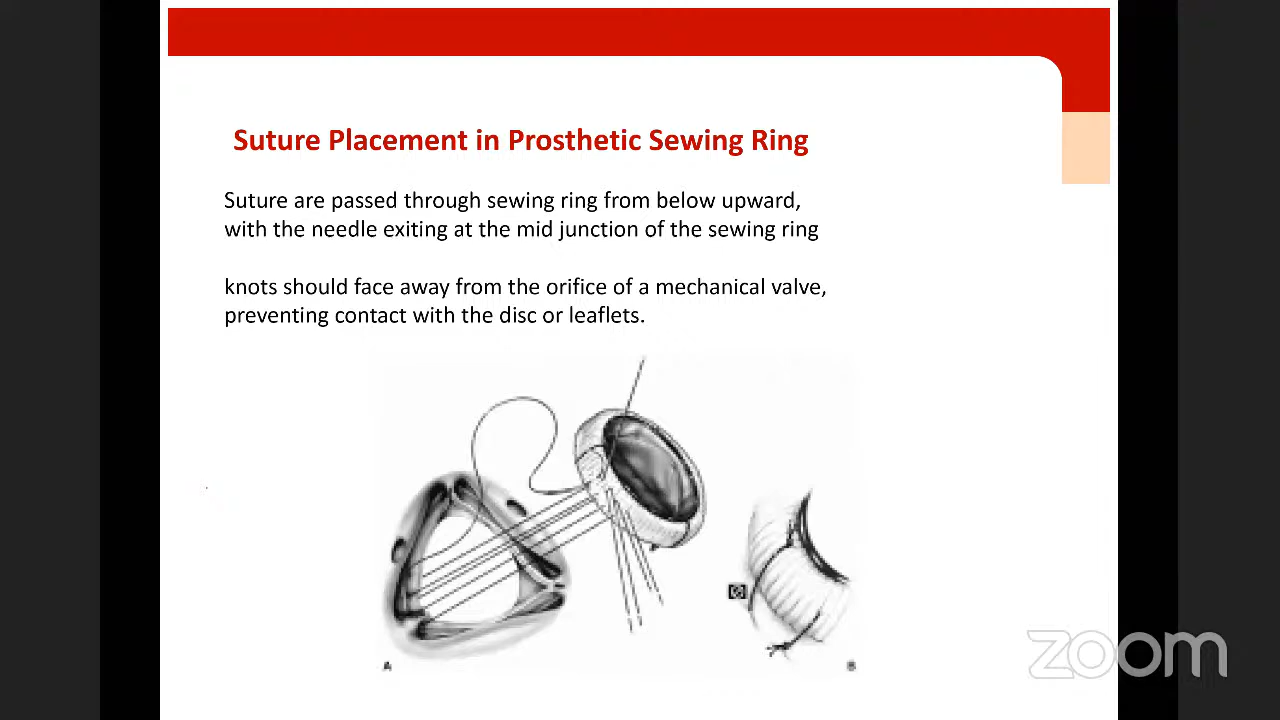 Suture Placement in Prosthetic Sewing Ring
Suture are passed through sewing ring from below upward,
with the needle exiting at the mid junction of the sewing ring
knots should face away from the orifice of a mechanical valve,
preventing contact with the disc or leaflets.
A
B
zoom